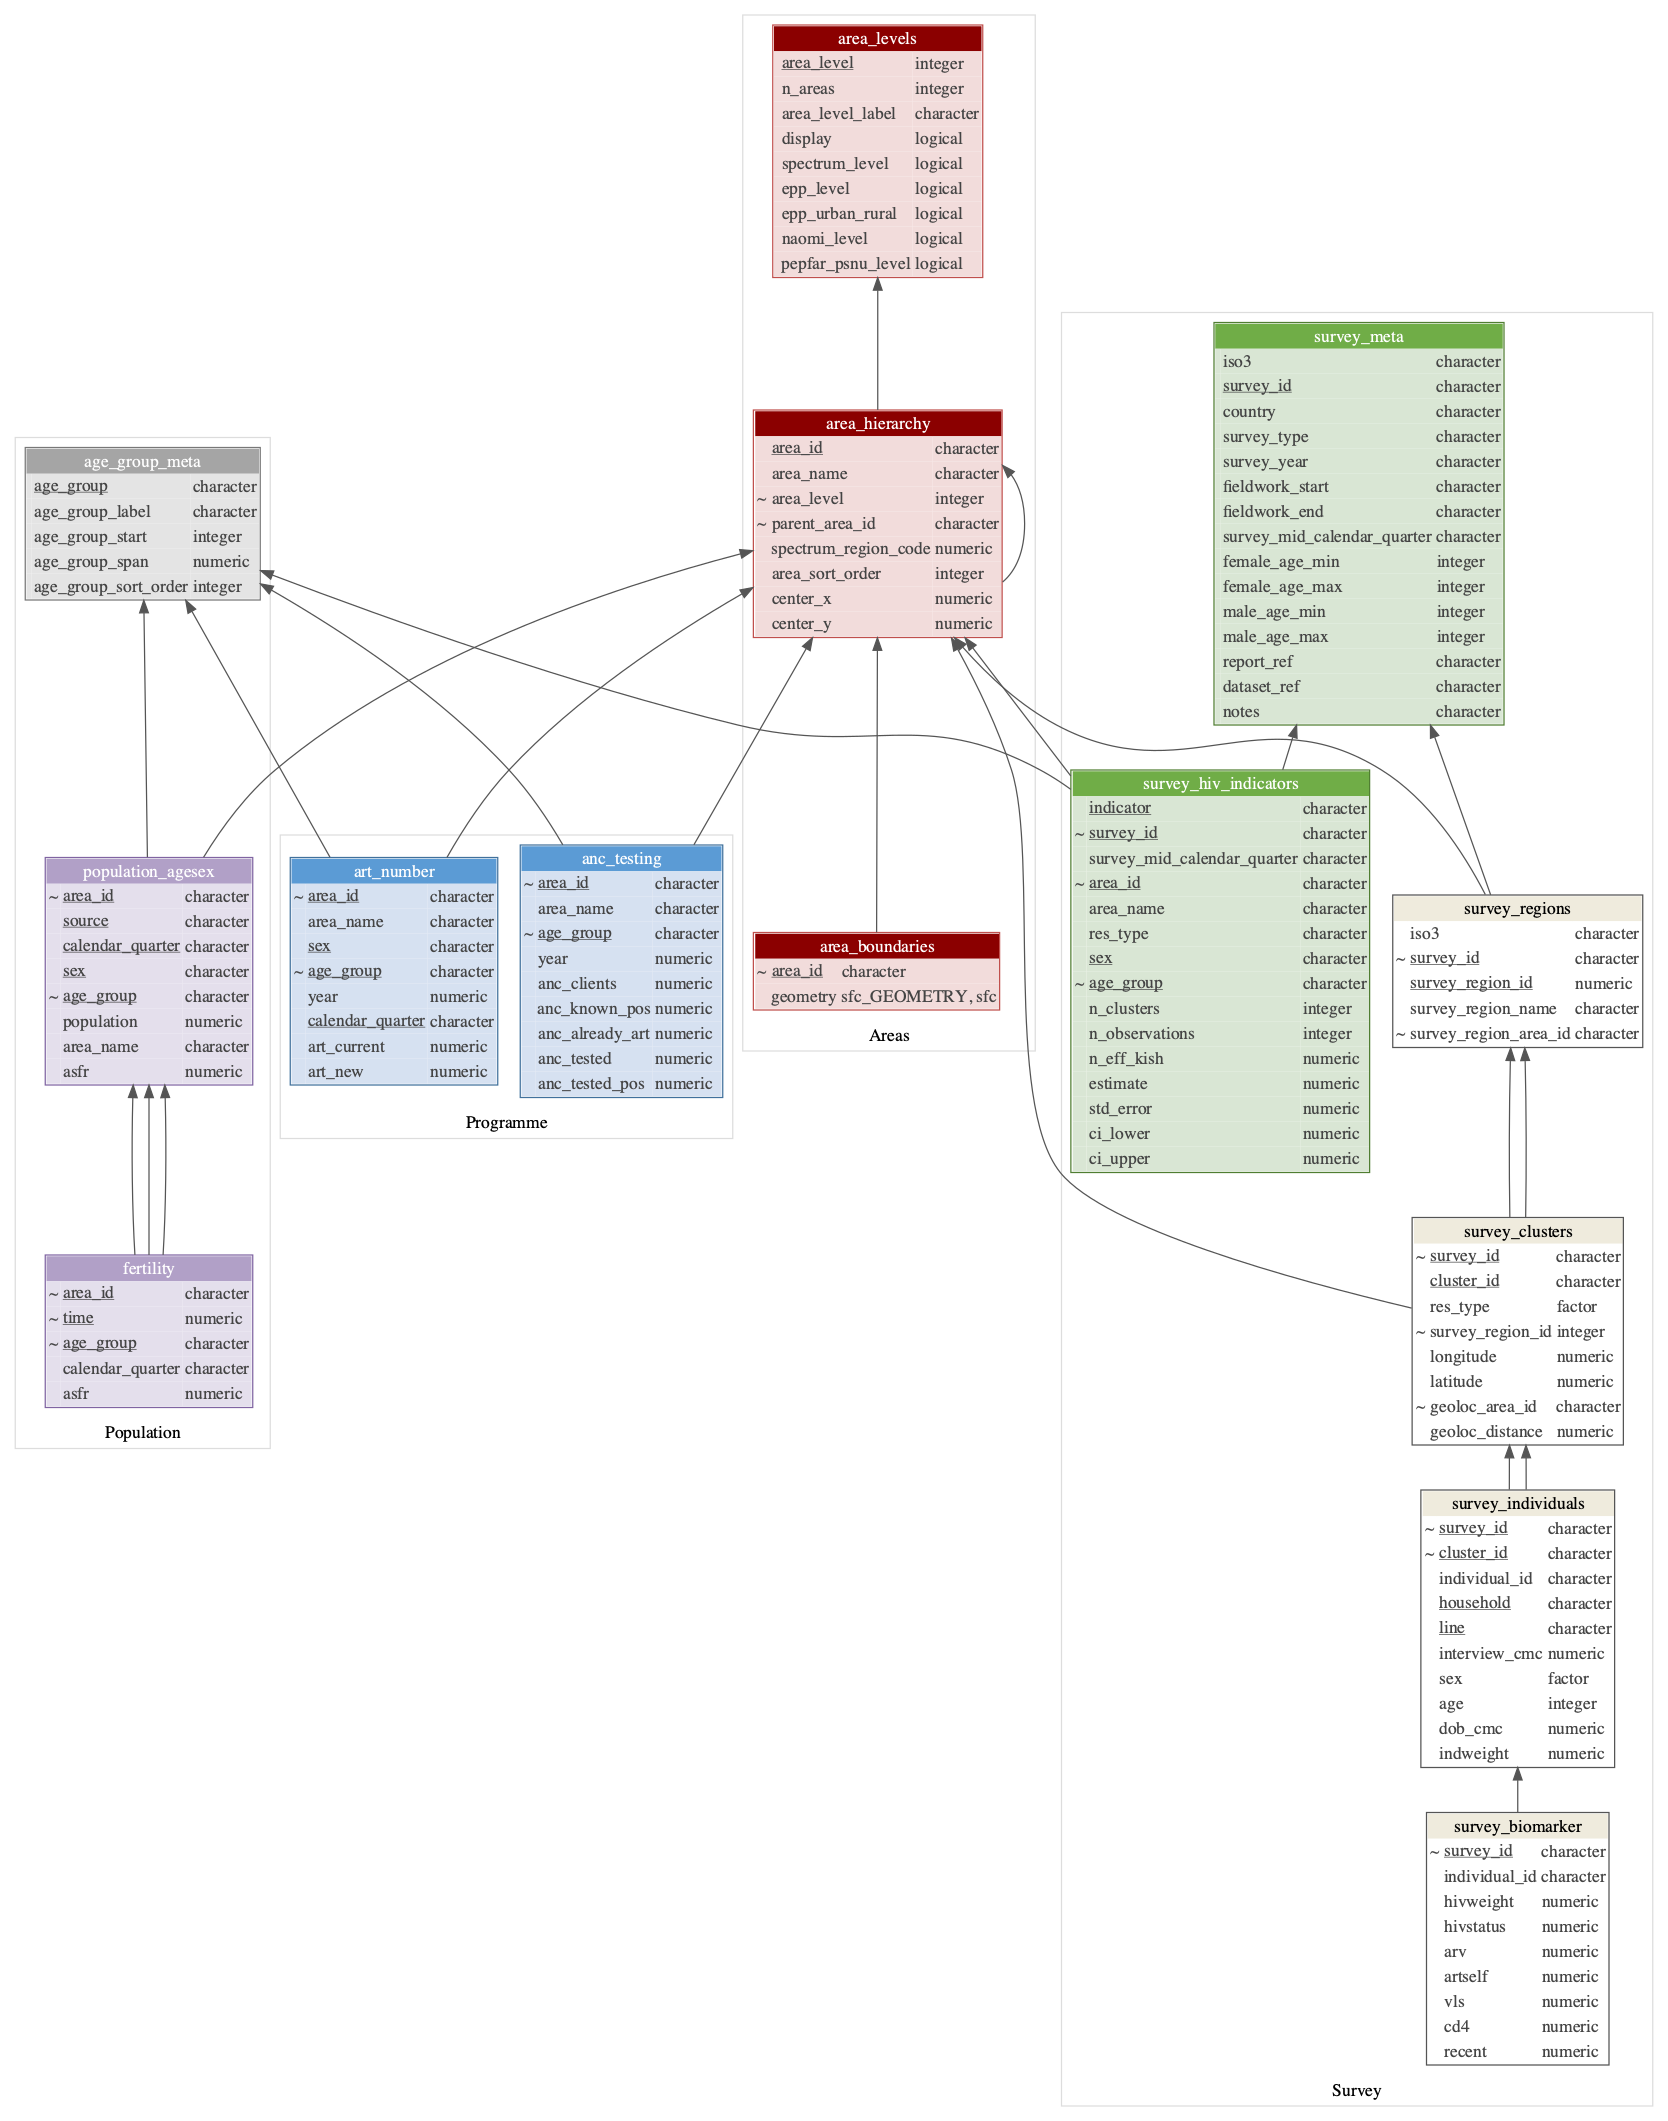 area_levels
area_level integer
n_areas integer
area_level_label character
display logical
spectrum_level logical
epp_level logical
epp_urban_rural logical
naomi_level logical
pepfar_psnu_level logical
area_hierarchy
area_id character
area_name character
~ area_level integer
~ parent_area_id character
spectrum_region_code numeric
area_sort_order integer
center_x numeric
center_y numeric
area_boundaries
~ area_id character
geometry sfc_GEOMETRY, sfc
Areas
age_group_meta
age_group character
age_group_label character
age_group_start integer
age_group_span numeric
age_group_sort_order integer
population_agesex
~ area_id character
source character
calendar_quarter character
sex character
~ age_group character
population numeric
area_name character
asfr numeric
fertility
~ area_id character
~ time numeric
~ age_group character
calendar_quarter character
asfr numeric
Population
art_number
~ area_id character
area_name character
sex character
~ age_group character
year numeric
calendar_quarter character
art_current numeric
art_new numeric
anc_testing
~ area_id character
area_name character
~ age_group character
year numeric
anc_clients numeric
anc_known_pos numeric
anc_already_art numeric
anc_tested numeric
anc_tested_pos numeric
Programme
survey_meta
iso3 character
survey_id character
country character
survey_type character
survey_year character
fieldwork_start character
fieldwork_end character
survey_mid_calendar_quarter character
female_age_min integer
female_age_max integer
male_age_min integer
male_age_max integer
report_ref character
dataset_ref character
notes character
survey_hiv_indicators
indicator character
~ survey_id character
survey_mid_calendar_quarter character
~ area_id character
area_name character
res_type character
sex character
~ age_group character
n_clusters integer
n_observations integer
n_eff_kish numeric
estimate numeric
std_error numeric
ci_lower numeric
ci_upper numeric
survey_regions
iso3 character
~ survey_id character
survey_region_id numeric
survey_region_name character
~ survey_region_area_id character
survey_clusters
~ survey_id character
cluster_id character
res_type factor
~ survey_region_id integer
longitude numeric
latitude numeric
~ geoloc_area_id character
geoloc_distance numeric
survey_individuals
~ survey_id character
~ cluster_id character
individual_id character
household character
line character
interview_cmc numeric
sex factor
age integer
dob_cmc numeric
indweight numeric
survey_biomarker
~ survey_id character
individual_id character
hivweight numeric
hivstatus numeric
arv numeric
artself numeric
vls numeric
cd4 numeric
recent numeric
Survey